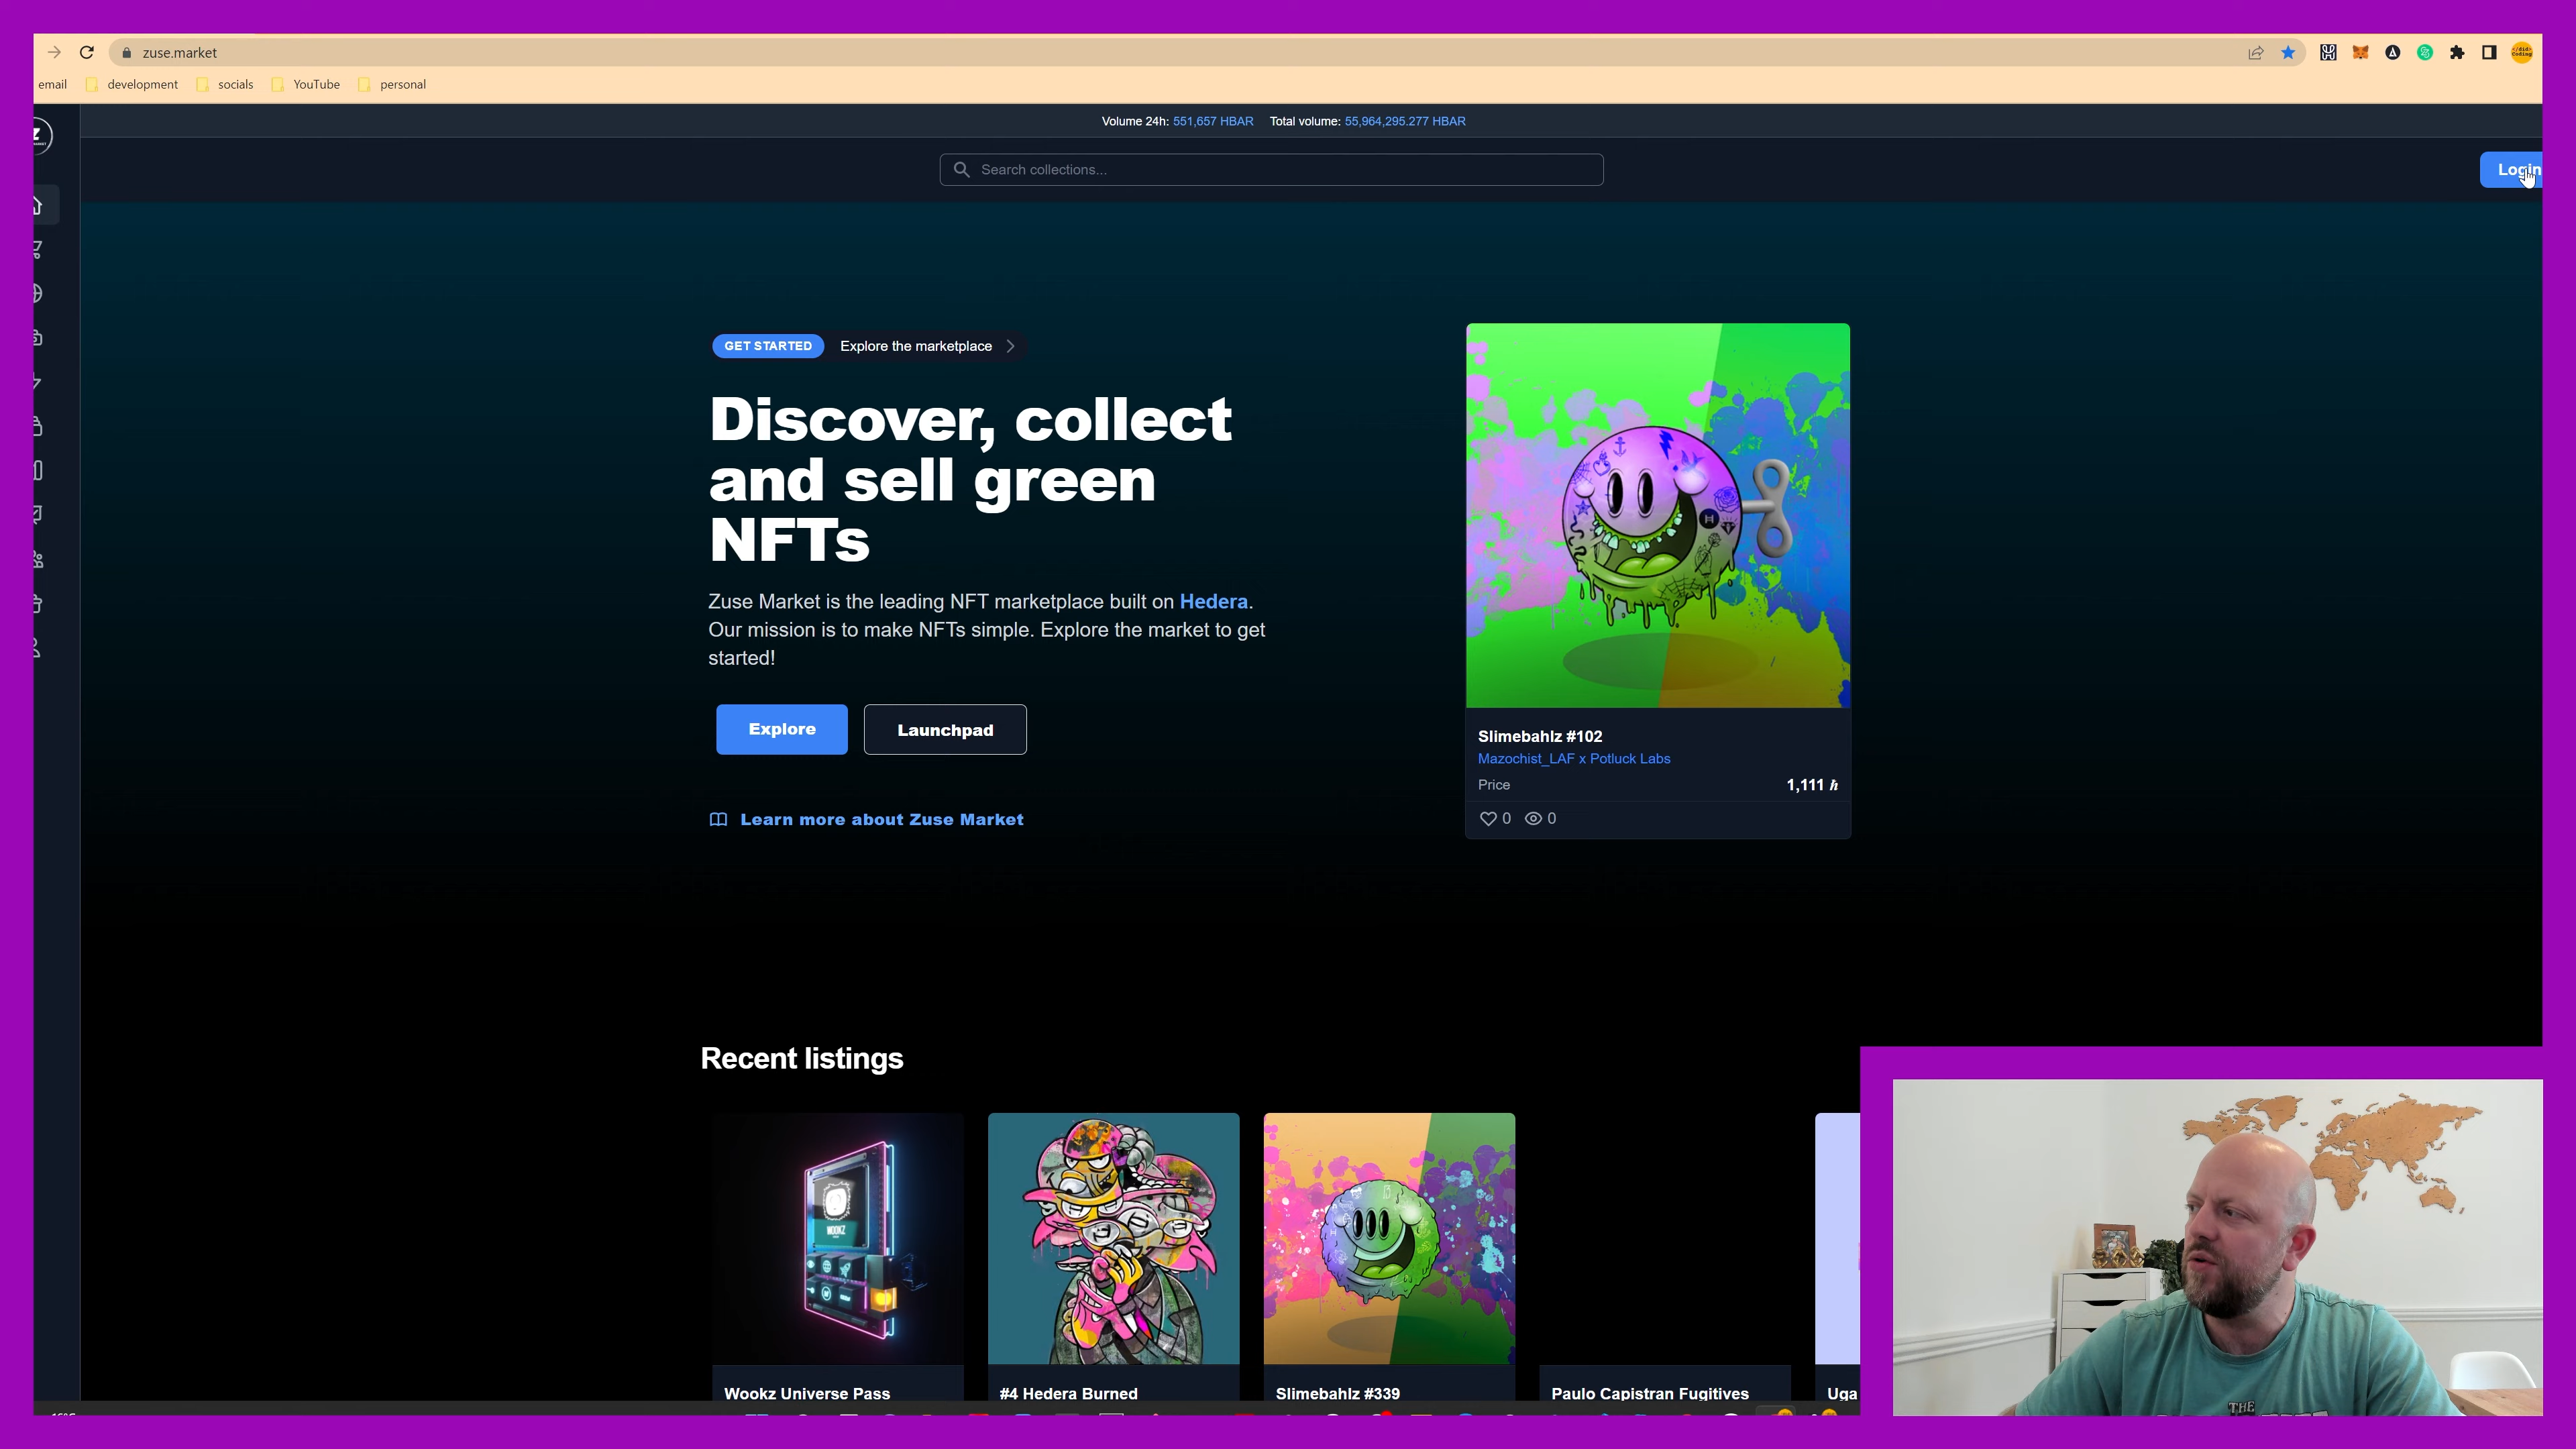 zuse.market
email development socials YouTube personal
Volume 24h: 551,657 HBAR Total volume: 55,964,295.277 HBAR
Search collections...
Login
GET STARTED Explore the marketplace
Discover, collect
and sell green
NFTs
Zuse Market is the leading NFT marketplace built on Hedera.
Our mission is to make NFTs simple. Explore the market to get
started!
Explore Launchpad
Learn more about Zuse Market
Slimebahlz #102
Mazochist_LAF x Potluck Labs
Price 1,111 ℏ
0 0
Recent listings
WOOKZ
Wookz Universe Pass
#4 Hedera Burned
Slimebahlz #339
Paulo Capistran Fugitives
Uga
THE